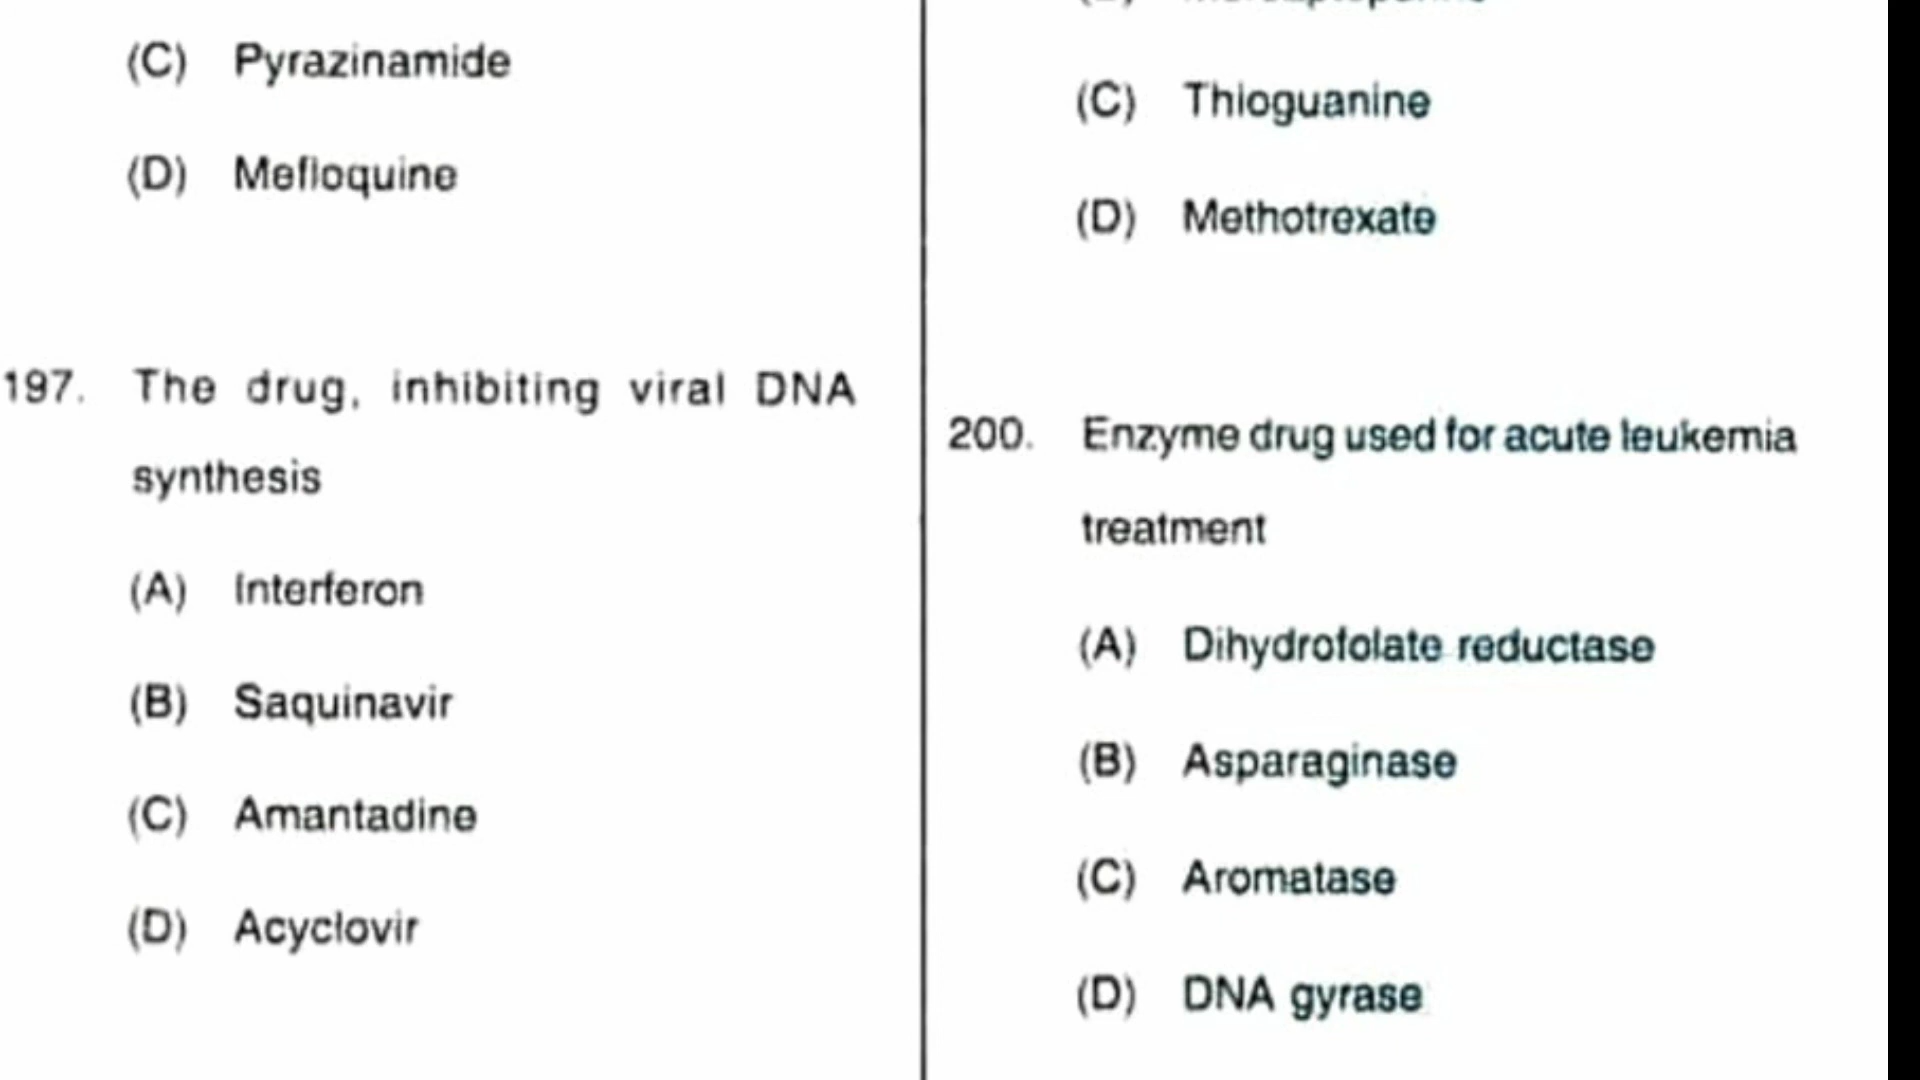 (C) Pyrazinamide
(D) Mefloquine
197. The drug, inhibiting viral DNA
synthesis
(A) Interferon
(B) Saquinavir
(C) Amantadine
(D) Acyclovir
(C) Thioguanine
(D) Methotrexate
200. Enzyme drug used for acute leukemia
treatment
(A) Dihydrofolate reductase
(B) Asparaginase
(C) Aromatase
(D) DNA gyrase